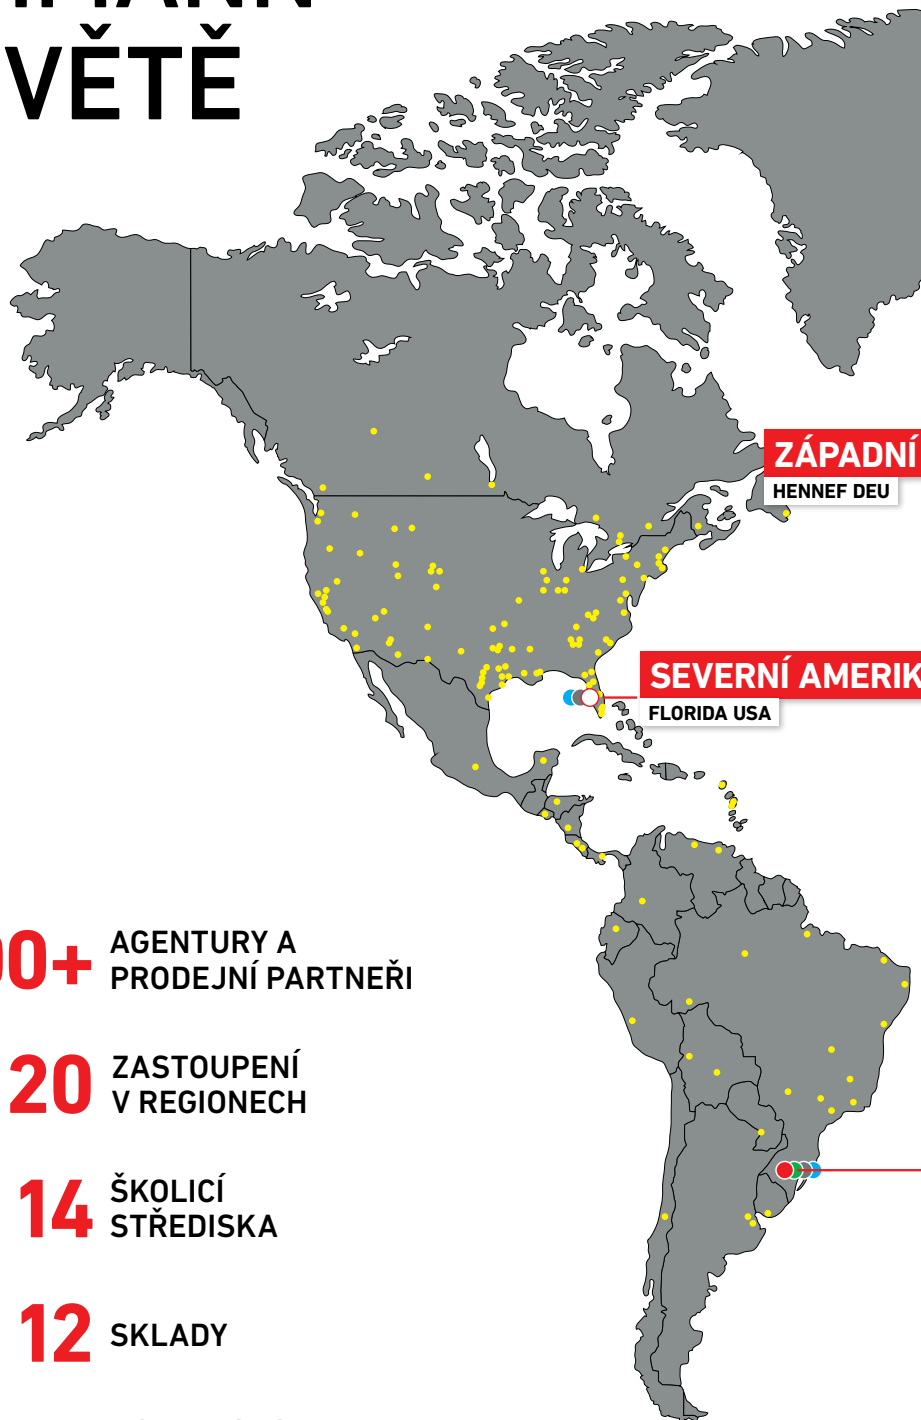 VĚTĚ
ZÁPADNÍ
HENNEF DEU
SEVERNÍ AMERIK
FLORIDA USA
00+ AGENTURY A
PRODEJNÍ PARTNEŘI
20 ZASTOUPENÍ
V REGIONECH
14 ŠKOLICÍ
STŘEDISKA
12 SKLADY